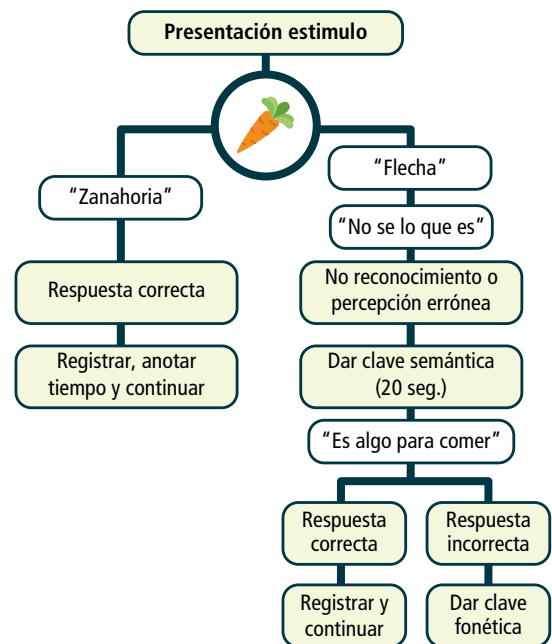 Presentación estimulo
“Zanahoria”
Respuesta correcta
Registrar, anotar
tiempo y continuar
“Flecha”
“No se lo que es”
No reconocimiento o
percepción errónea
Dar clave semántica
(20 seg.)
“Es algo para comer”
Respuesta
correcta
Registrar y
continuar
Respuesta
incorrecta
Dar clave
fonética